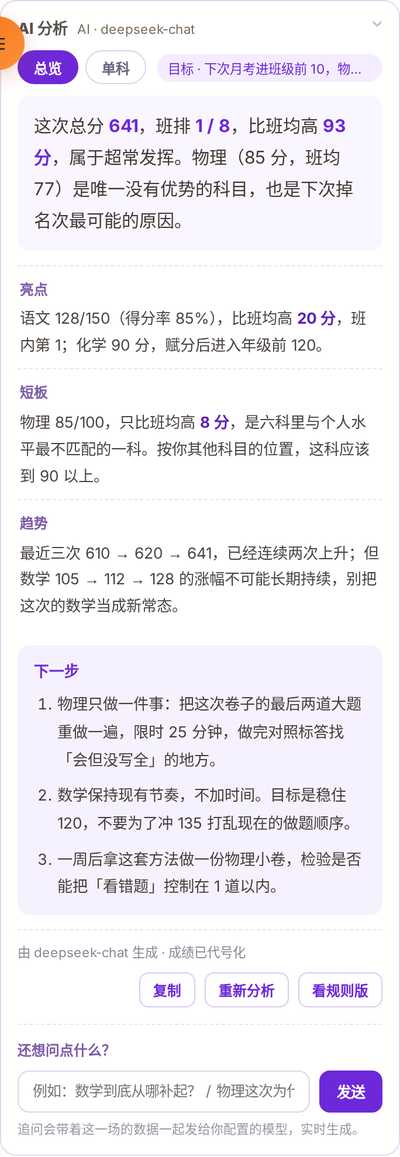 AI 分析 AI · deepseek-chat
总览 单科 目标 · 下次月考进班级前 10，物…
这次总分 641，班排 1 / 8，比班均高 93
分，属于超常发挥。物理（85 分，班均
77）是唯一没有优势的科目，也是下次掉
名次最可能的原因。
亮点
语文 128/150（得分率 85%），比班均高 20 分，班
内第 1；化学 90 分，赋分后进入年级前 120。
短板
物理 85/100，只比班均高 8 分，是六科里与个人水
平最不匹配的一科。按你其他科目的位置，这科应该
到 90 以上。
趋势
最近三次 610 → 620 → 641，已经连续两次上升；但
数学 105 → 112 → 128 的涨幅不可能长期持续，别把
这次的数学当成新常态。
下一步
1. 物理只做一件事：把这次卷子的最后两道大题
重做一遍，限时 25 分钟，做完对照标答找
「会但没写全」的地方。
2. 数学保持现有节奏，不加时间。目标是稳住
120，不要为了冲 135 打乱现在的做题顺序。
3. 一周后拿这套方法做一份物理小卷，检验是否
能把「看错题」控制在 1 道以内。
由 deepseek-chat 生成 · 成绩已代号化
复制 重新分析 看规则版
还想问点什么？
例如：数学到底从哪补起？ / 物理这次为什
发送
追问会带着这一场的数据一起发给你配置的模型，实时生成。